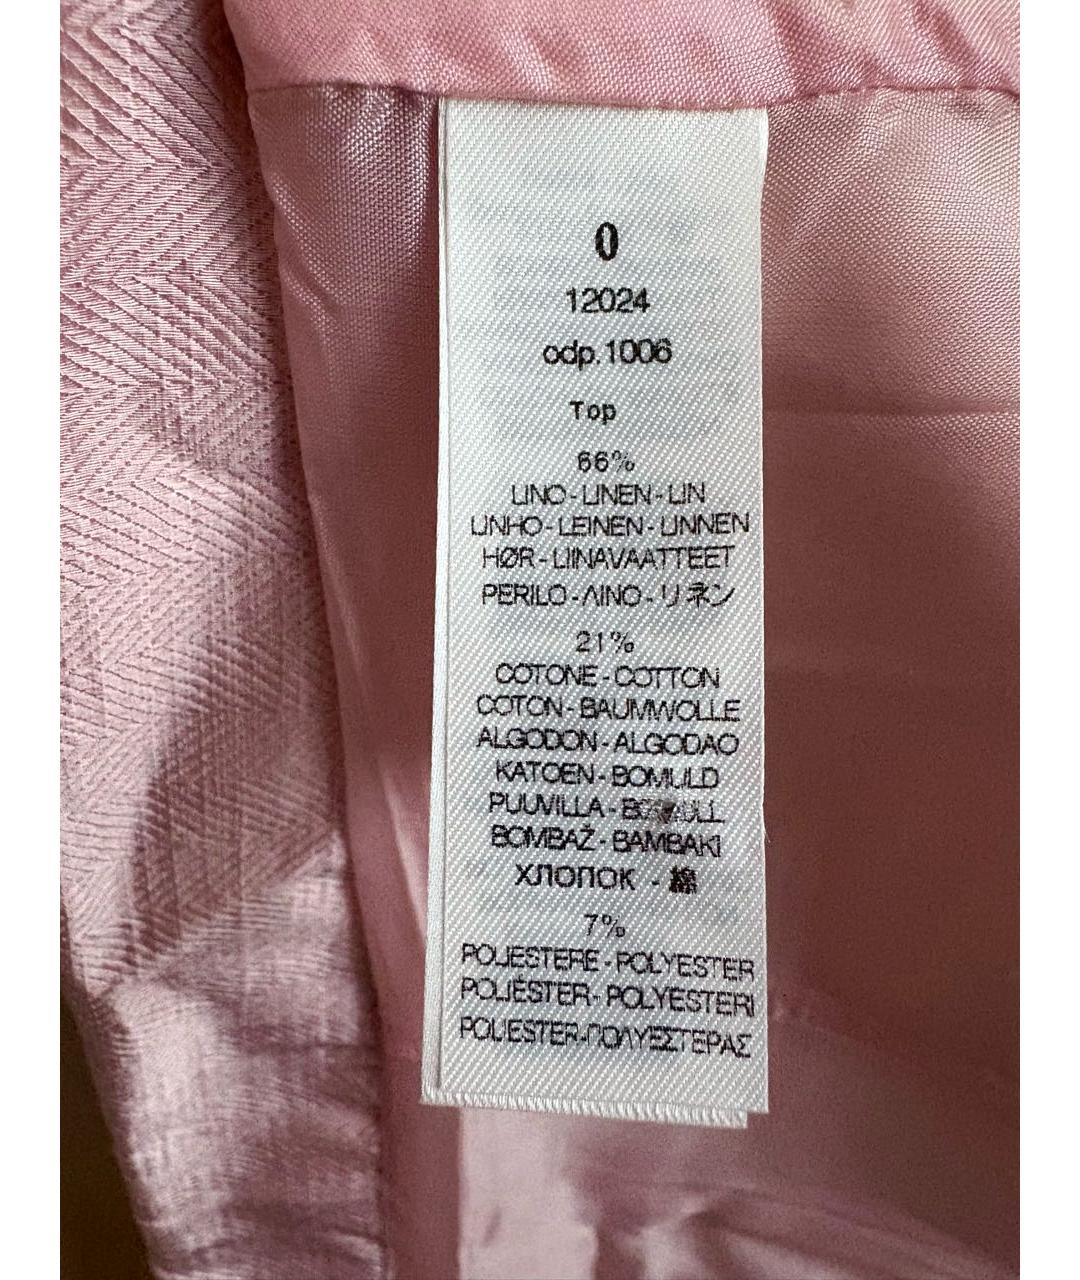 0
12024
odp.1006
Top
66%
LINO-LINEN-LIN
LINHO-LEINEN-LINNEN
HØR-LIINAVAATTEET
PERILO-ΛΙΝΟ-リネン
21%
COTONE-COTTON
COTON-BAUMWOLLE
ALGODON-ALGODAO
KATOEN-BOMULD
PUUVILLA-
BOMBAŽ-BAMBAKI
ХЛОПОК - 綿
7%
POLIESTERE-POLYESTER
POLIÉSTER-POLYESTERI
POLIESTER-ΠΟΛΥΕΣΤΕΡΑΣ